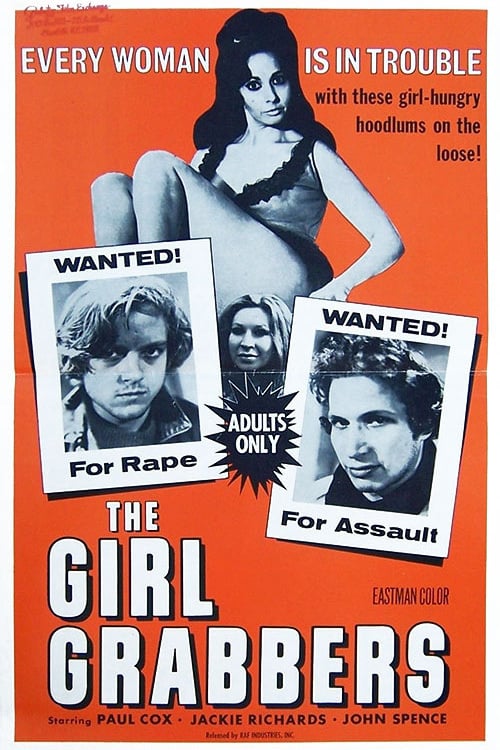 EVERY WOMAN IS IN TROUBLE
with these girl-hungry
hoodlums on the
loose!
WANTED!
For Rape
WANTED!
For Assault
ADULTS
ONLY
THE
GIRL
GRABBERS
EASTMAN COLOR
Starring PAUL COX · JACKIE RICHARDS · JOHN SPENCE
Released by RAF INDUSTRIES, INC.